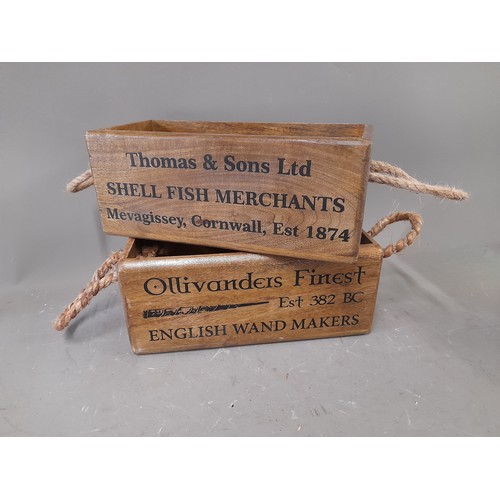 Thomas & Sons Ltd
SHELL FISH MERCHANTS
Mevagissey, Cornwall, Est 1874
Ollivanders Finest
Est 382 BC
ENGLISH WAND MAKERS